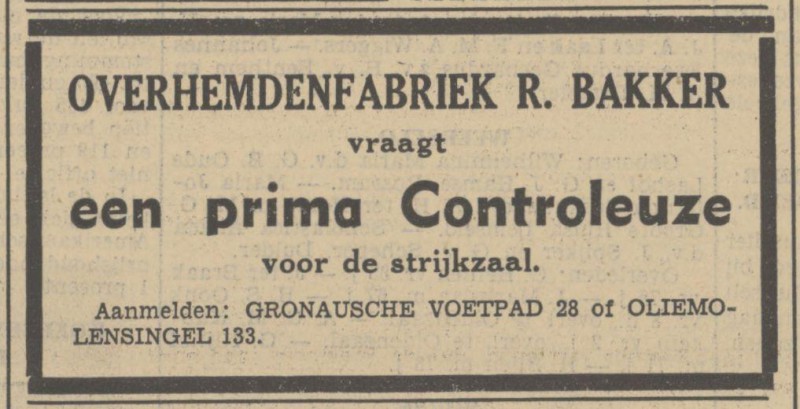 OVERHEMDENFABRIEK R. BAKKER
vraagt
een prima Controleuze
voor de strijkzaal.
Aanmelden: GRONAUSCHE VOETPAD 28 of OLIEMO-
LENSINGEL 133.